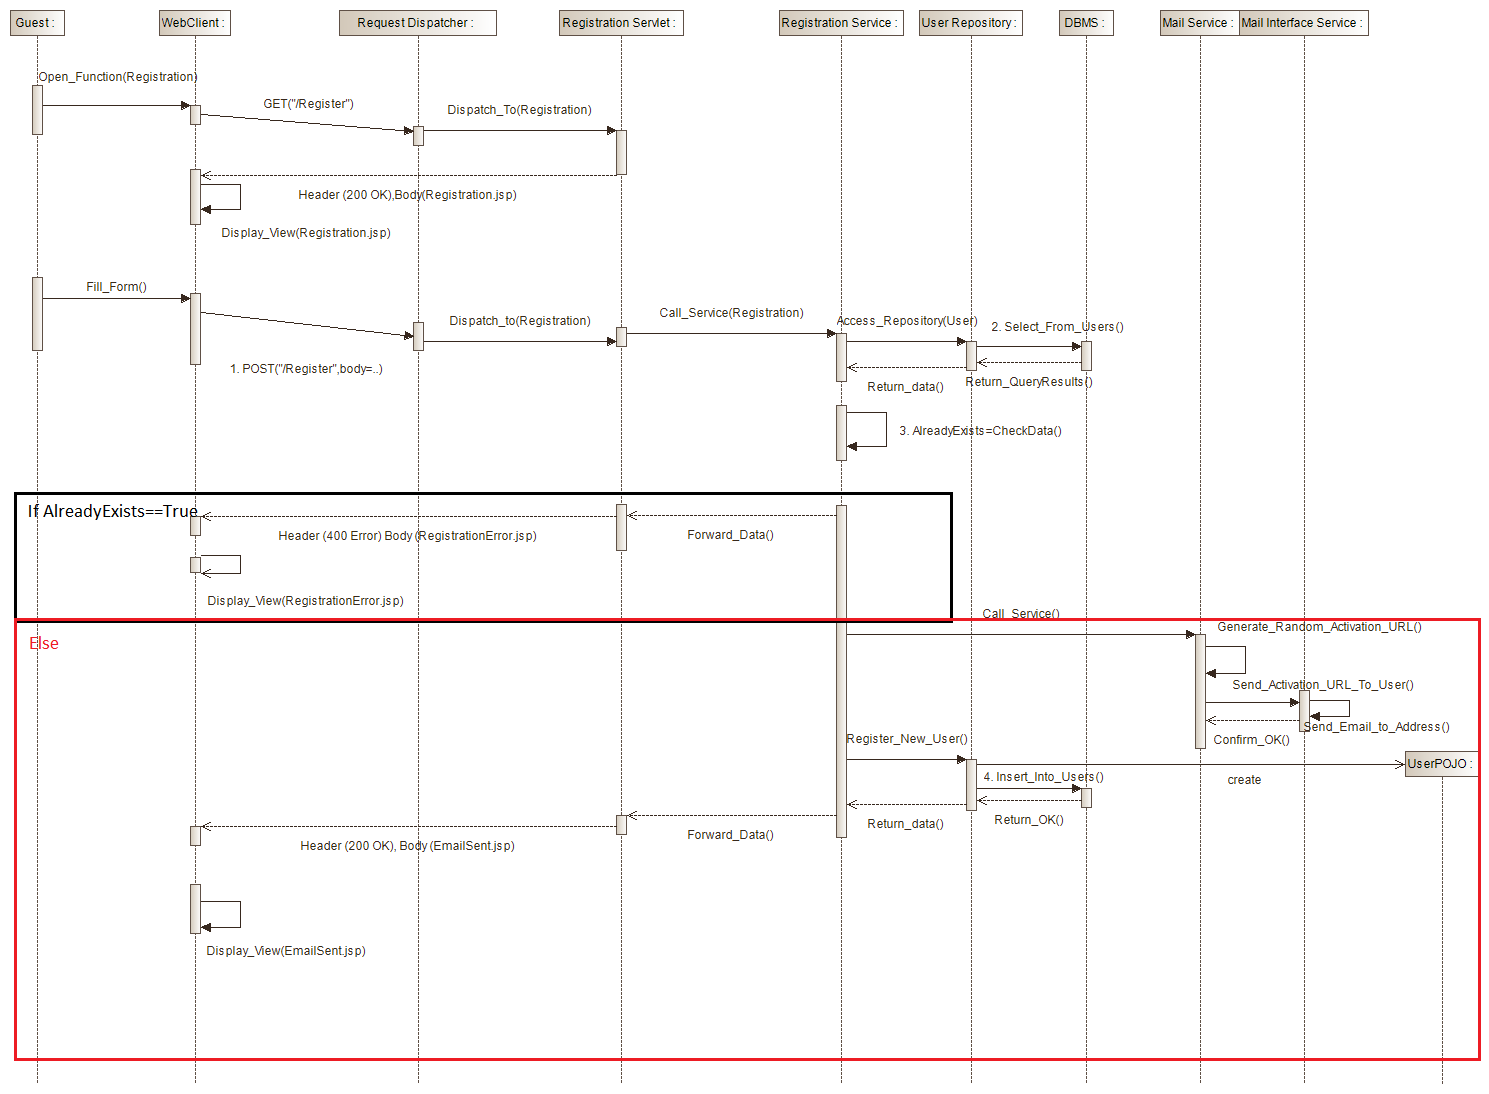 Guest :
WebClient :
Request Dispatcher :
Registration Servlet :
Registration Service :
User Repository :
DBMS :
Mail Service :
Mail Interface Service :
Open_Function(Registration)
GET("/Register")
Dispatch_To(Registration)
Header (200 OK),Body(Registration.jsp)
Display_View(Registration.jsp)
Fill_Form()
Dispatch_to(Registration)
Call_Service(Registration)
Access_Repository(User)
2. Select_From_Users()
1. POST("/Register",body=..)
Return_data()
Return_QueryResults()
3. AlreadyExists=CheckData()
If AlreadyExists==True
Header (400 Error) Body (RegistrationError.jsp)
Forward_Data()
Display_View(RegistrationError.jsp)
Call_Service()
Generate_Random_Activation_URL()
Else
Send_Activation_URL_To_User()
Send_Email_to_Address()
Register_New_User()
Confirm_OK()
UserPOJO :
4. Insert_Into_Users()
create
Return_data()
Return_OK()
Forward_Data()
Header (200 OK), Body (EmailSent.jsp)
Display_View(EmailSent.jsp)